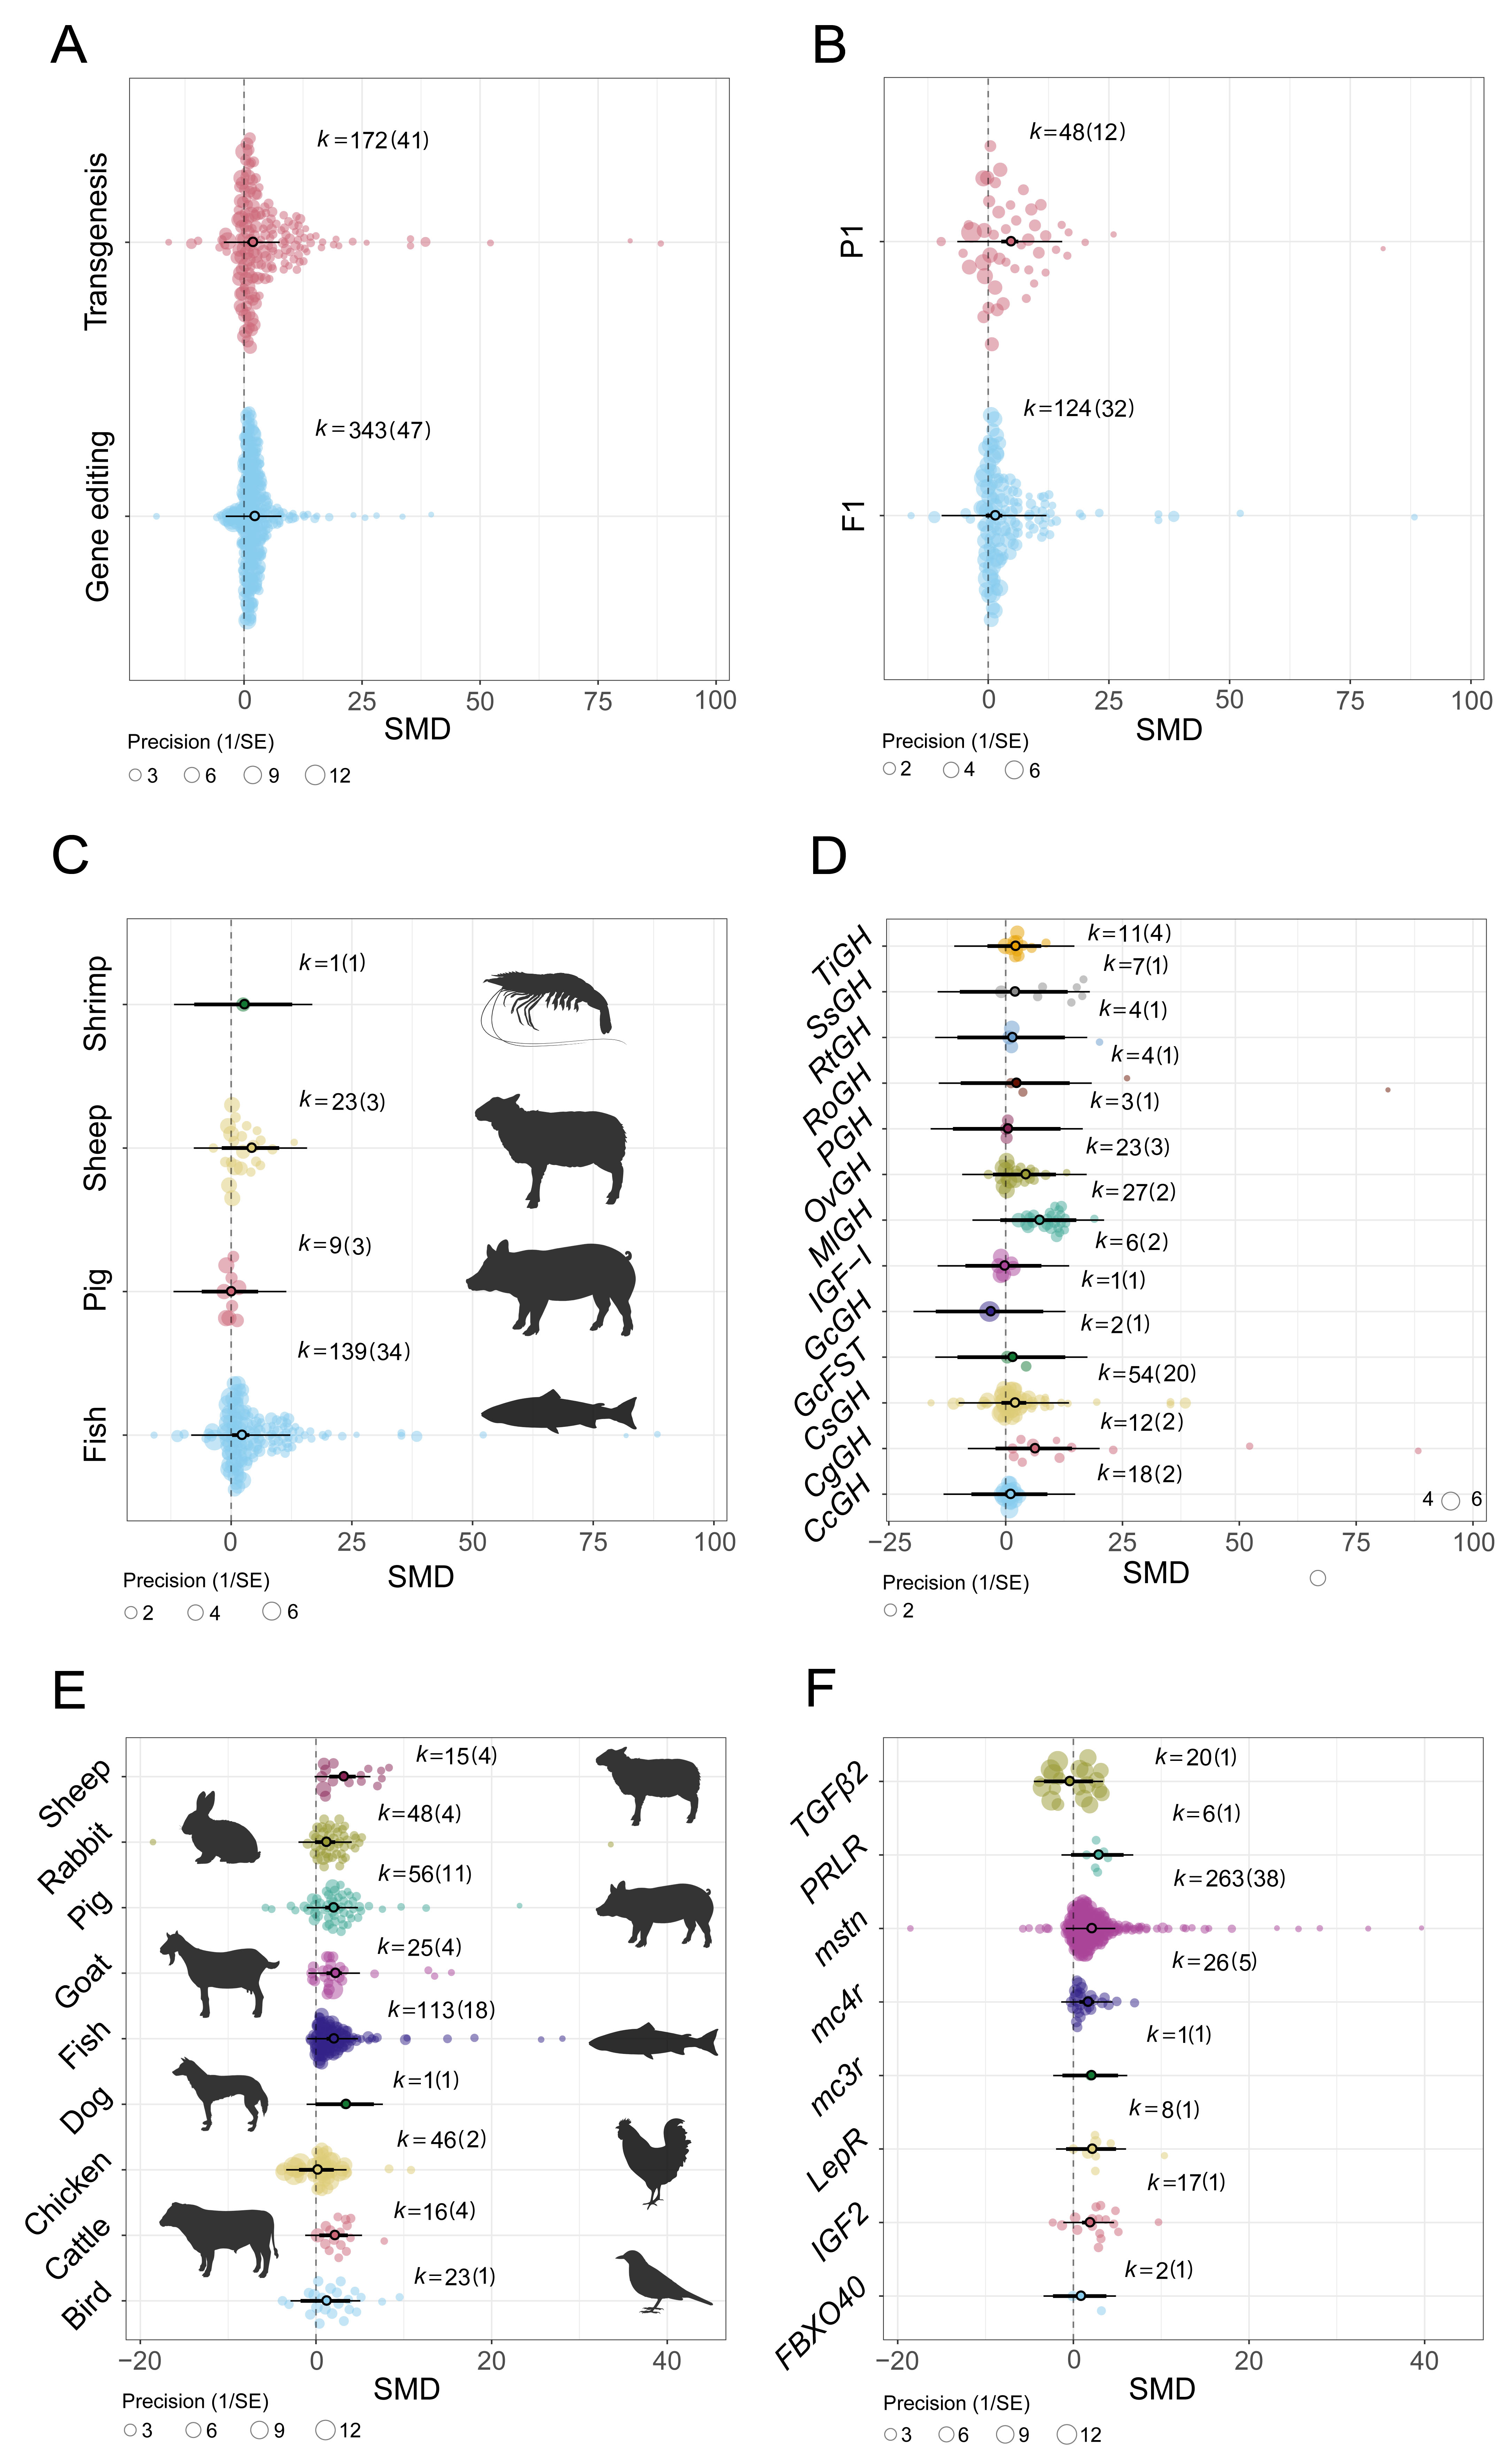 A
Transgenesis
k=172(41)
Gene editing
k=343(47)
0 25 50 75 100
SMD
Precision (1/SE)
3 6 9 12
B
P1
k=48(12)
F1
k=124(32)
0 25 50 75 100
SMD
Precision (1/SE)
2 4 6
C
Shrimp
k=1(1)
Sheep
k=23(3)
Pig
k=9(3)
Fish
k=139(34)
0 25 50 75 100
SMD
Precision (1/SE)
2 4 6
D
TiGH
k=11(4)
SsGH
k=7(1)
RtGH
k=4(1)
RoGH
k=4(1)
PGH
k=3(1)
OvGH
k=23(3)
MIGH
k=27(2)
IGF−I
k=6(2)
GcGH
k=1(1)
GcFST
k=2(1)
CsGH
k=54(20)
CgGH
k=12(2)
CcGH
k=18(2)
4 6
−25 0 25 50 75 100
SMD
Precision (1/SE)
2
E
Sheep
k=15(4)
Rabbit
k=48(4)
Pig
k=56(11)
Goat
k=25(4)
Fish
k=113(18)
Dog
k=1(1)
Chicken
k=46(2)
Cattle
k=16(4)
Bird
k=23(1)
−20 0 20 40
SMD
Precision (1/SE)
3 6 9 12
F
TGFβ2
k=20(1)
PRLR
k=6(1)
mstn
k=263(38)
mc4r
k=26(5)
mc3r
k=1(1)
LepR
k=8(1)
IGF2
k=17(1)
FBXO40
k=2(1)
−20 0 20 40
SMD
Precision (1/SE)
3 6 9 12